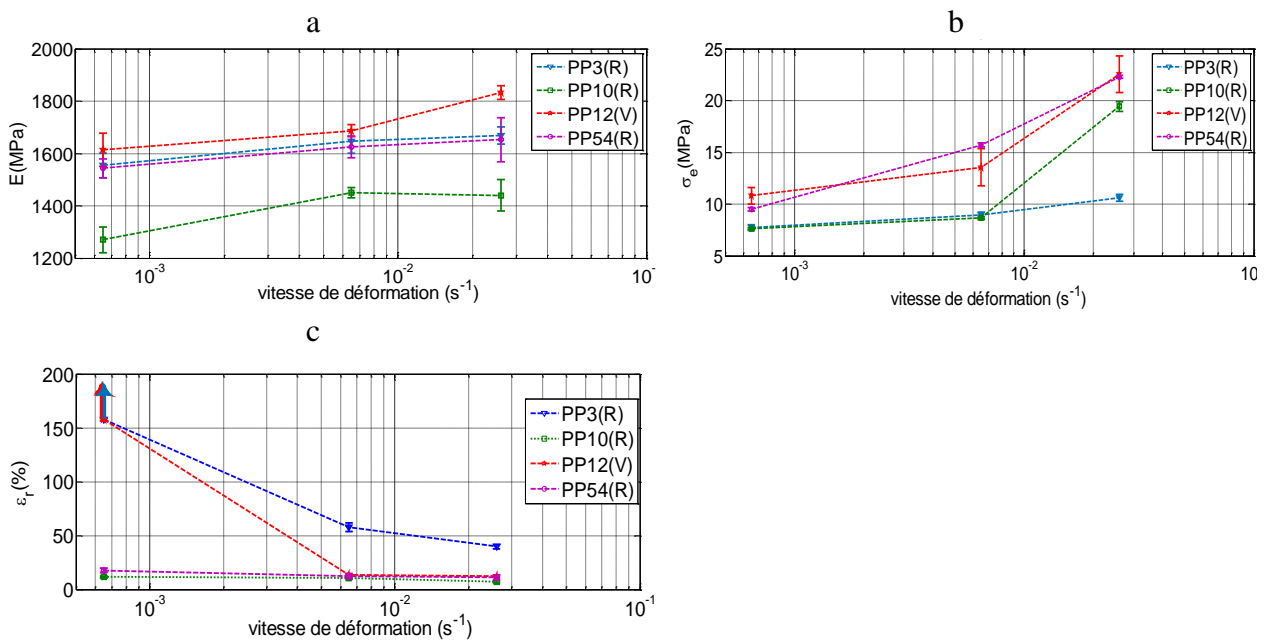 a
2000
1800
1600
1400
1200
E(MPa)
10-3
10-2
10-
vitesse de déformation (s-1)
PP3(R)
PP10(R)
PP12(V)
PP54(R)
b
25
20
15
10
5
σe(MPa)
10-3
10-2
10
vitesse de déformation (s-1)
PP3(R)
PP10(R)
PP12(V)
PP54(R)
c
200
150
100
50
0
εr(%)
10-3
10-2
10-1
vitesse de déformation (s-1)
PP3(R)
PP10(R)
PP12(V)
PP54(R)